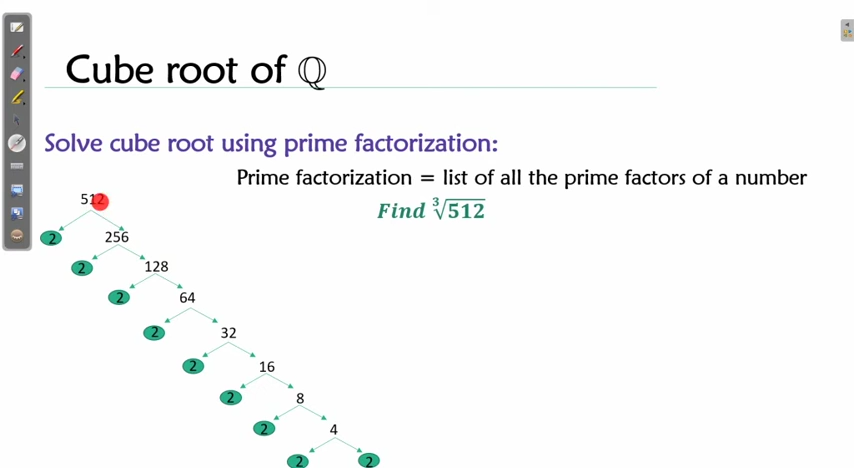 Cube root of ℚ
Solve cube root using prime factorization:
Prime factorization = list of all the prime factors of a number
Find ∛512
512
2 256
2 128
2 64
2 32
2 16
2 8
2 4
2 2